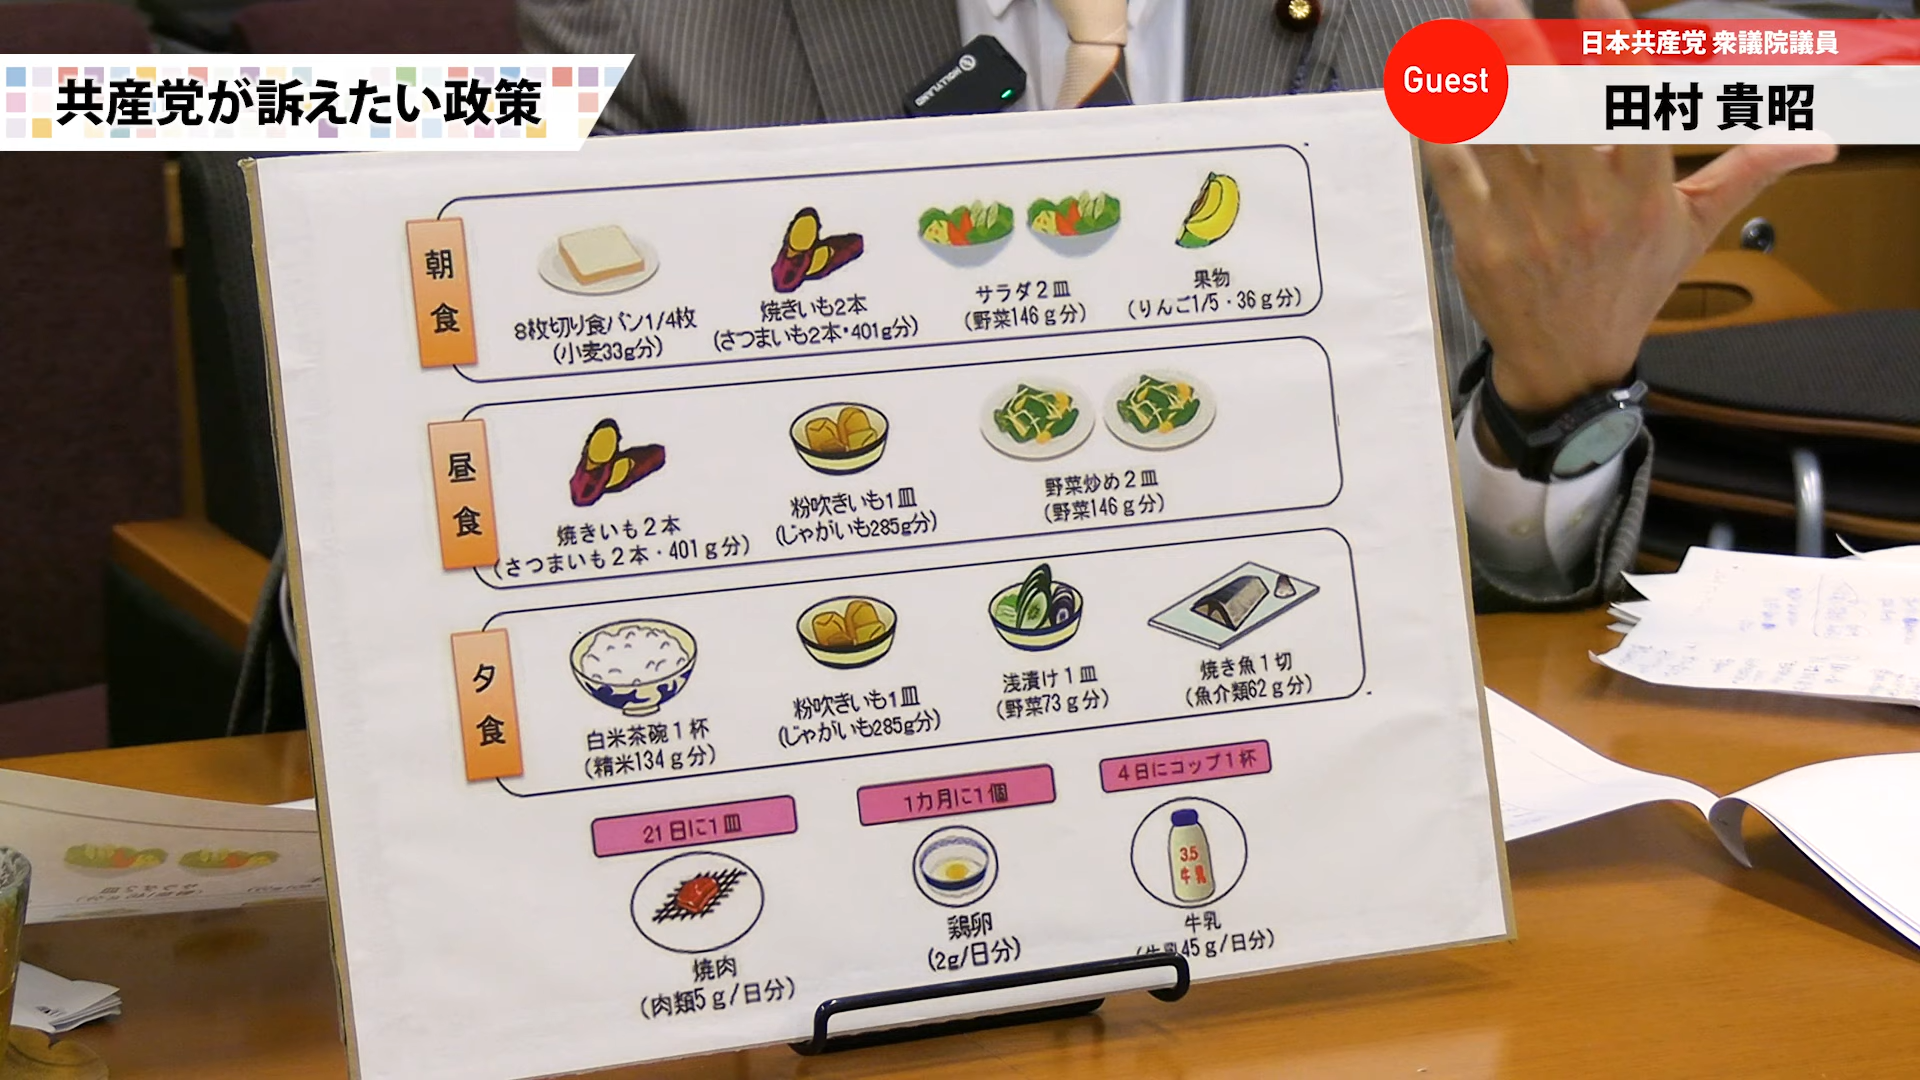 共産党が訴えたい政策
Guest
日本共産党 衆議院議員
田村 貴昭
HOLLYLAND
朝食
8枚切り食パン1/4枚
(小麦33g分)
焼きいも2本
(さつまいも2本・401g分)
サラダ2皿
(野菜146g分)
果物
(りんご1/5・36g分)
昼食
焼きいも2本
(さつまいも2本・401g分)
粉吹きいも1皿
(じゃがいも285g分)
野菜炒め2皿
(野菜146g分)
夕食
白米茶碗1杯
(精米134g分)
粉吹きいも1皿
(じゃがいも285g分)
浅漬け1皿
(野菜73g分)
焼き魚1切
(魚介類62g分)
21日に1皿
焼肉
(肉類5g/日分)
1カ月に1個
鶏卵
(2g/日分)
4日にコップ1杯
3.5
牛乳
牛乳
(牛乳45g/日分)